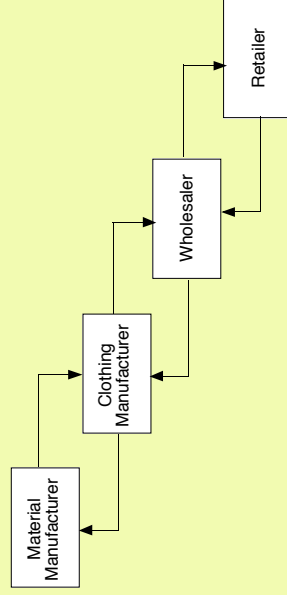 Material
Manufacturer
Clothing
Manufacturer
Wholesaler
Retailer